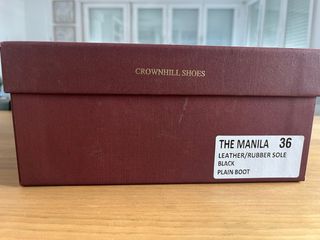 CROWNHILL SHOES
THE MANILA 36
LEATHER/RUBBER SOLE
BLACK
PLAIN BOOT